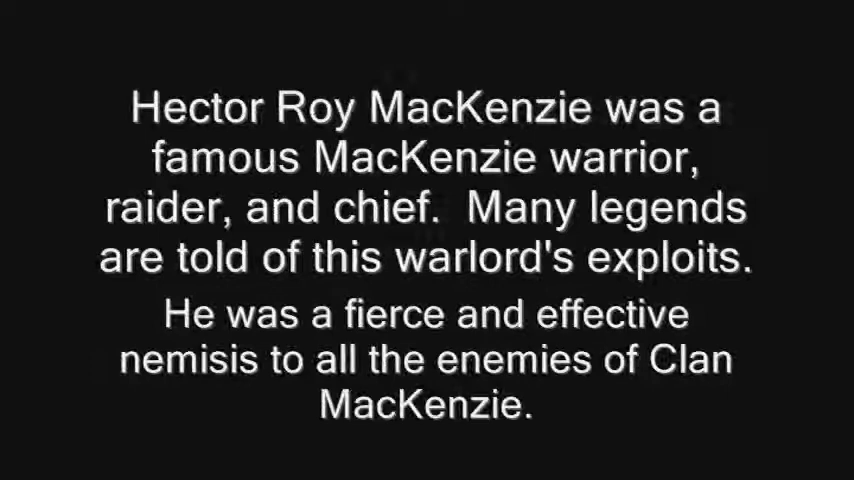 Hector Roy MacKenzie was a
famous MacKenzie warrior,
raider, and chief.  Many legends
are told of this warlord's exploits.
He was a fierce and effective
nemisis to all the enemies of Clan
MacKenzie.